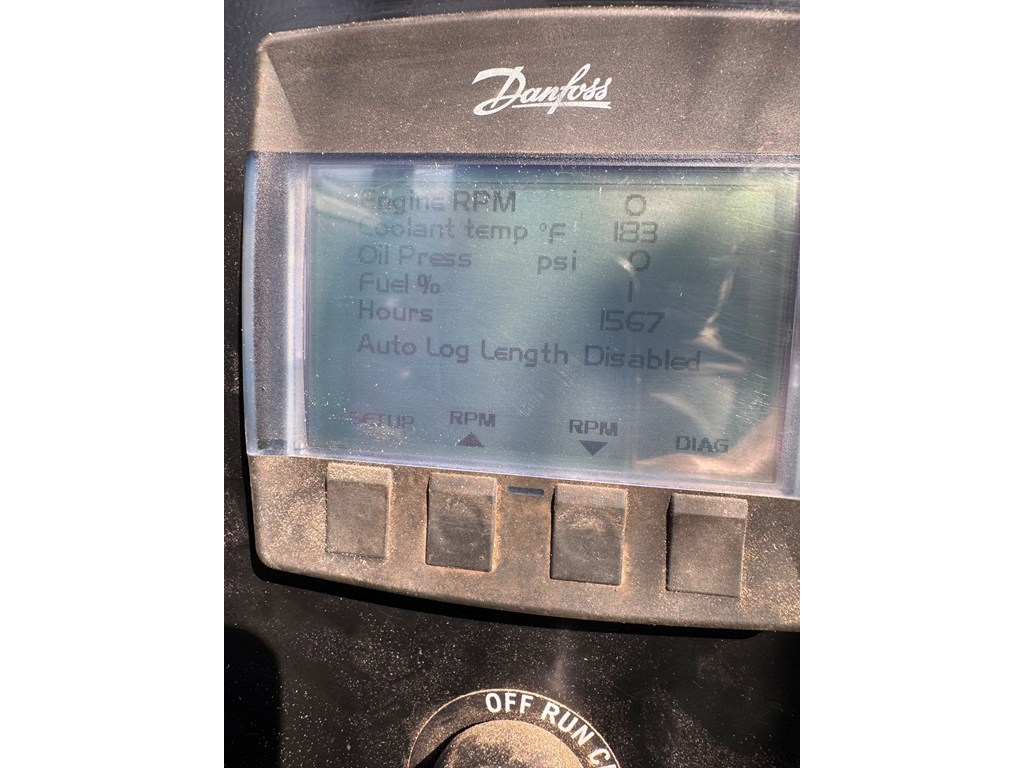 Danfoss
Engine RPM 0
Coolant temp °F 183
Oil Press psi 0
Fuel % 1
Hours 1567
Auto Log Length Disabled
SETUP RPM RPM DIAG
OFF RUN